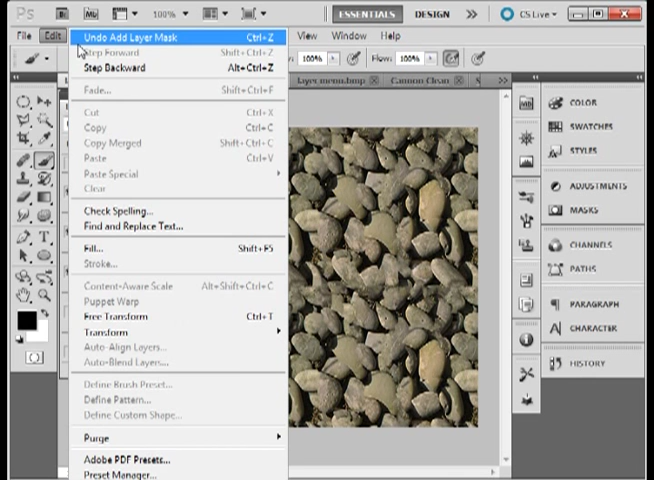 Ps Br Mb 100% ESSENTIALS DESIGN >> CS Live
File Edit View Window Help
100% Flow: 100%
Layer menu.bmp Cannon Clean S >>
Undo Add Layer Mask Ctrl+Z
Step Forward Shift+Ctrl+Z
Step Backward Alt+Ctrl+Z
Fade... Shift+Ctrl+F
Cut Ctrl+X
Copy Ctrl+C
Copy Merged Shift+Ctrl+C
Paste Ctrl+V
Paste Special
Clear
Check Spelling...
Find and Replace Text...
Fill... Shift+F5
Stroke...
Content-Aware Scale Alt+Shift+Ctrl+C
Puppet Warp
Free Transform Ctrl+T
Transform
Auto-Align Layers...
Auto-Blend Layers...
Define Brush Preset...
Define Pattern...
Define Custom Shape...
Purge
Adobe PDF Presets...
Preset Manager...
Mb
COLOR
SWATCHES
STYLES
ADJUSTMENTS
MASKS
CHANNELS
PATHS
PARAGRAPH
CHARACTER
HISTORY